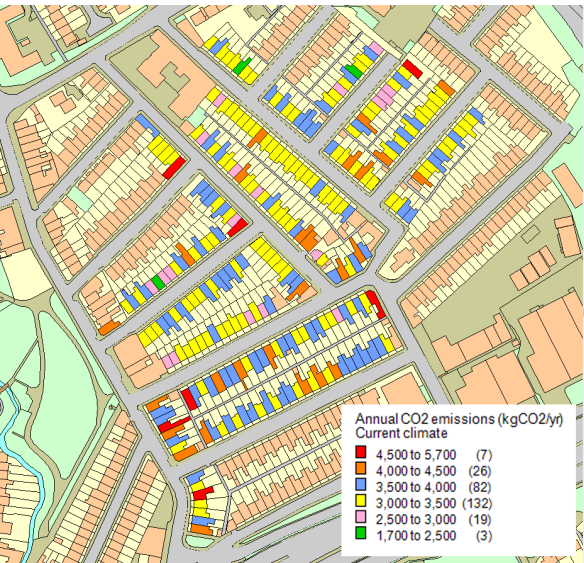 Annual CO2 emissions (kgCO2/yr)
Current climate
4,500 to 5,700 (7)
4,000 to 4,500 (26)
3,500 to 4,000 (82)
3,000 to 3,500 (132)
2,500 to 3,000 (19)
1,700 to 2,500 (3)